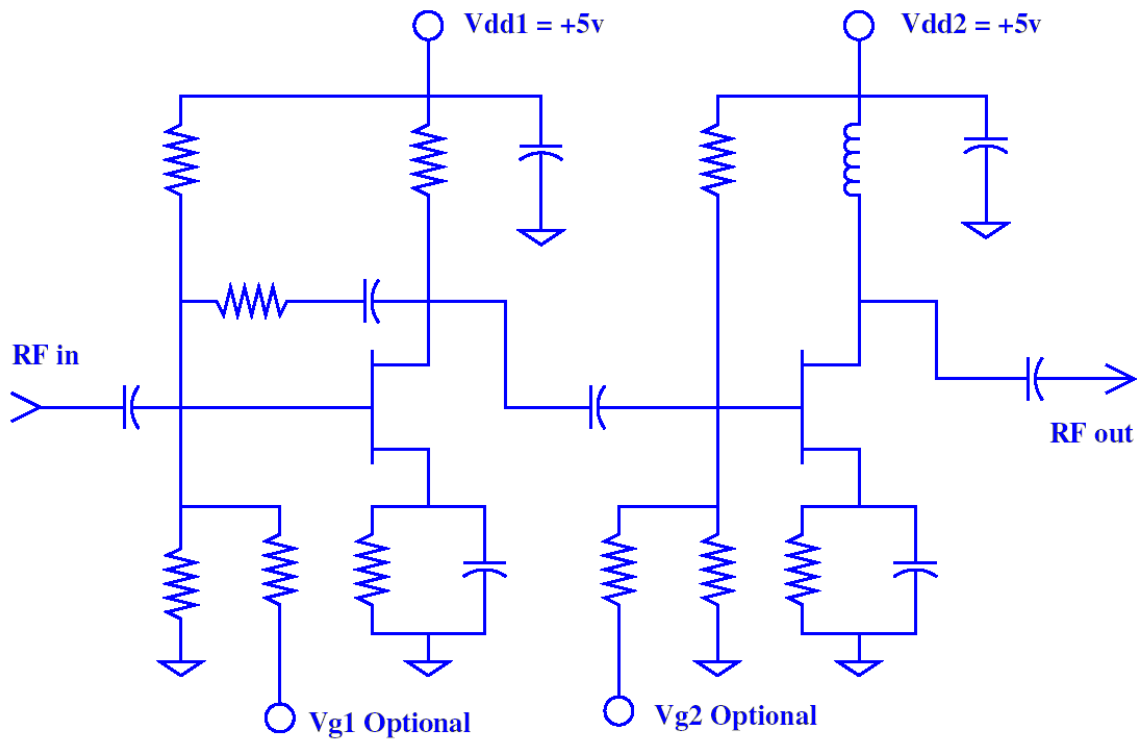 Vdd1 = +5v
Vdd2 = +5v
RF in
RF out
Vg1 Optional
Vg2 Optional